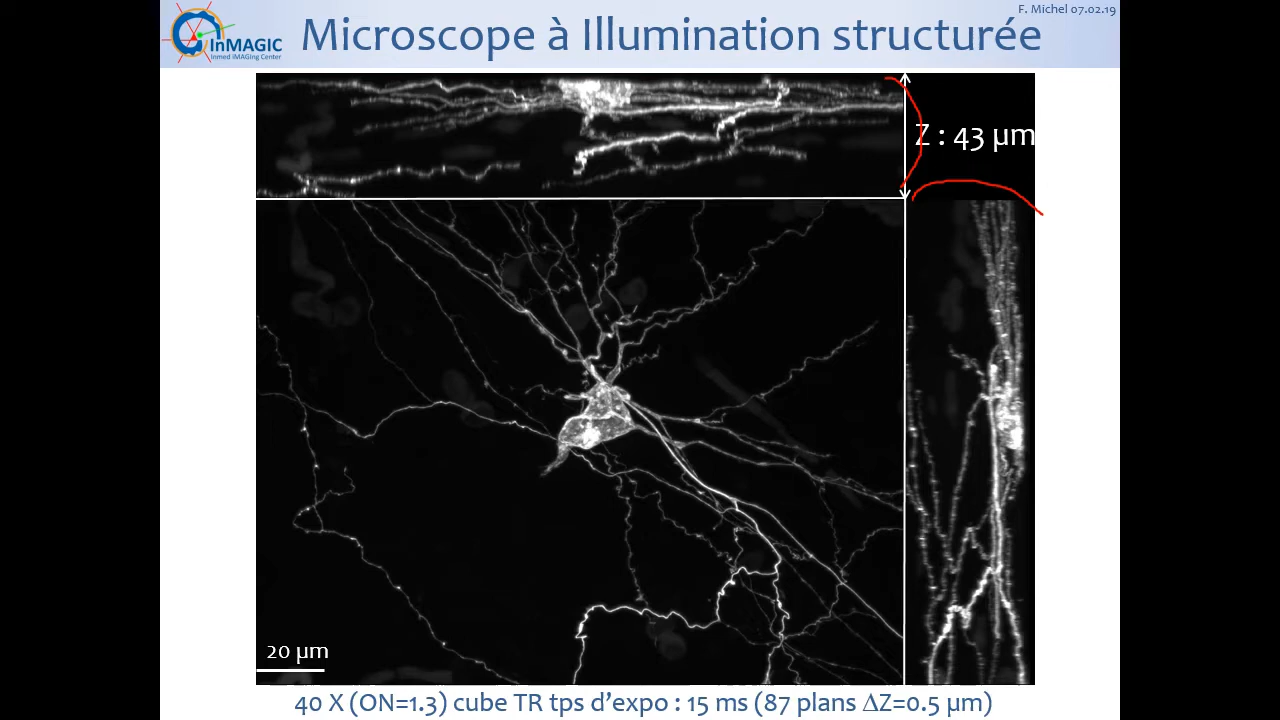 F. Michel 07.02.19
InMAGIC
Inmed iMAGing Center
Microscope à Illumination structurée
Z : 43 µm
20 µm
40 X (ON=1.3) cube TR tps d'expo : 15 ms (87 plans ΔZ=0.5 µm)